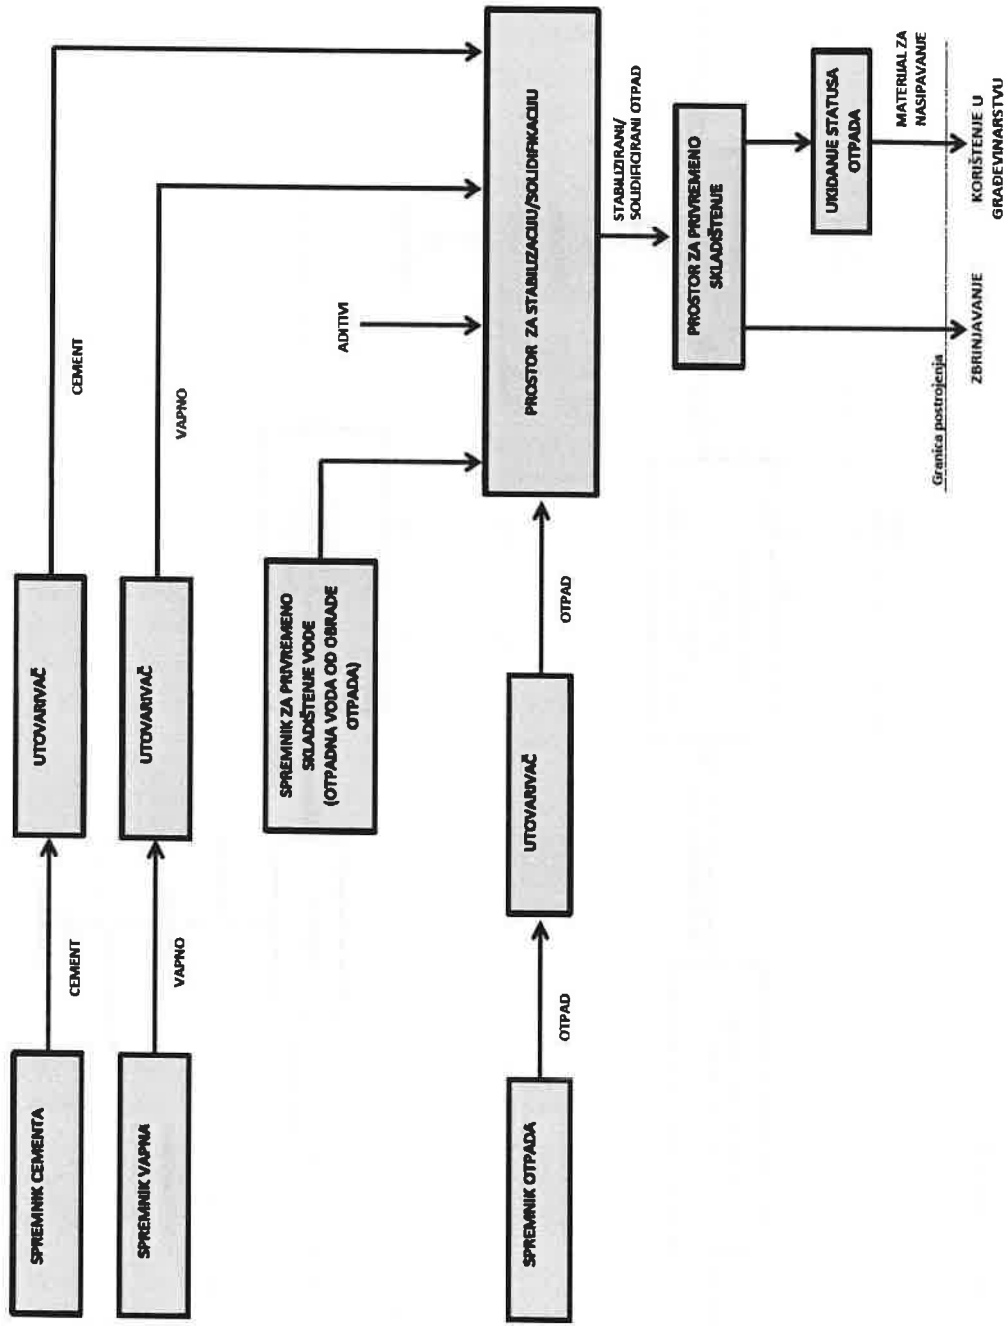 SPREMNIK CEMENTA
CEMENT
UTOVARIVAČ
CEMENT
SPREMNIK VAPNA
VAPNO
UTOVARIVAČ
VAPNO
SPREMNIK ZA PRIVREMENO
SKLADIŠTENJE VODE
(OTPADNA VODA OD OBRADE
OTPADA)
ADITIVI
SPREMNIK OTPADA
OTPAD
UTOVARIVAČ
OTPAD
PROSTOR ZA STABILIZACIJU/SOLIDIFIKACIJU
STABILIZIRANI/
SOLIDIFICIRANI OTPAD
PROSTOR ZA PRIVREMENO
SKLADIŠTENJE
UKIDANJE STATUSA
OTPADA
MATERIJAL ZA
NASIPAVANJE
Granica postrojenja
ZBRINJAVANJE
KORIŠTENJE U
GRAĐEVINARSTVU